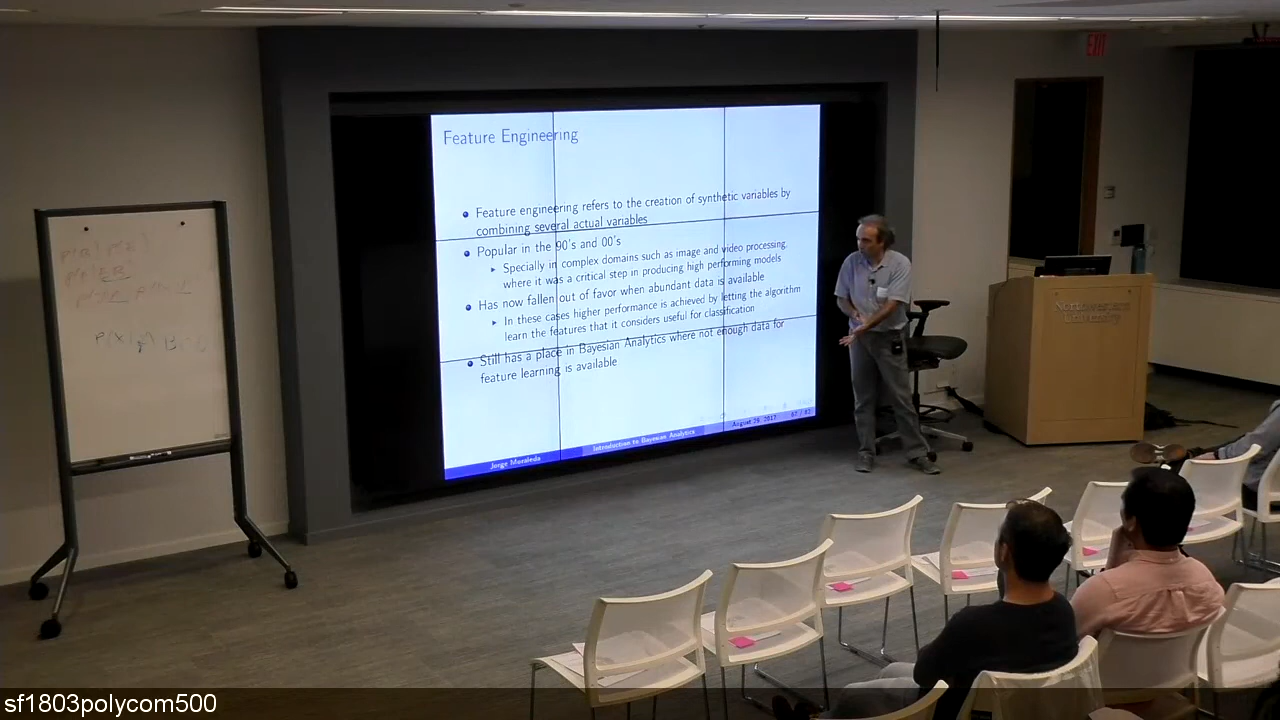 EXIT
Feature Engineering
Feature engineering refers to the creation of synthetic variables by
combining several actual variables
Popular in the 90's and 00's
Specially in complex domains such as image and video processing,
where it was a critical step in producing high performing models
Has now fallen out of favor when abundant data is available
In these cases higher performance is achieved by letting the algorithm
learn the features that it considers useful for classification
Still has a place in Bayesian Analytics where not enough data for
feature learning is available
Jorge Moraleda
Introduction to Bayesian Analytics
August 29, 2017
67 / 82
Northwestern
University
sf1803polycom500